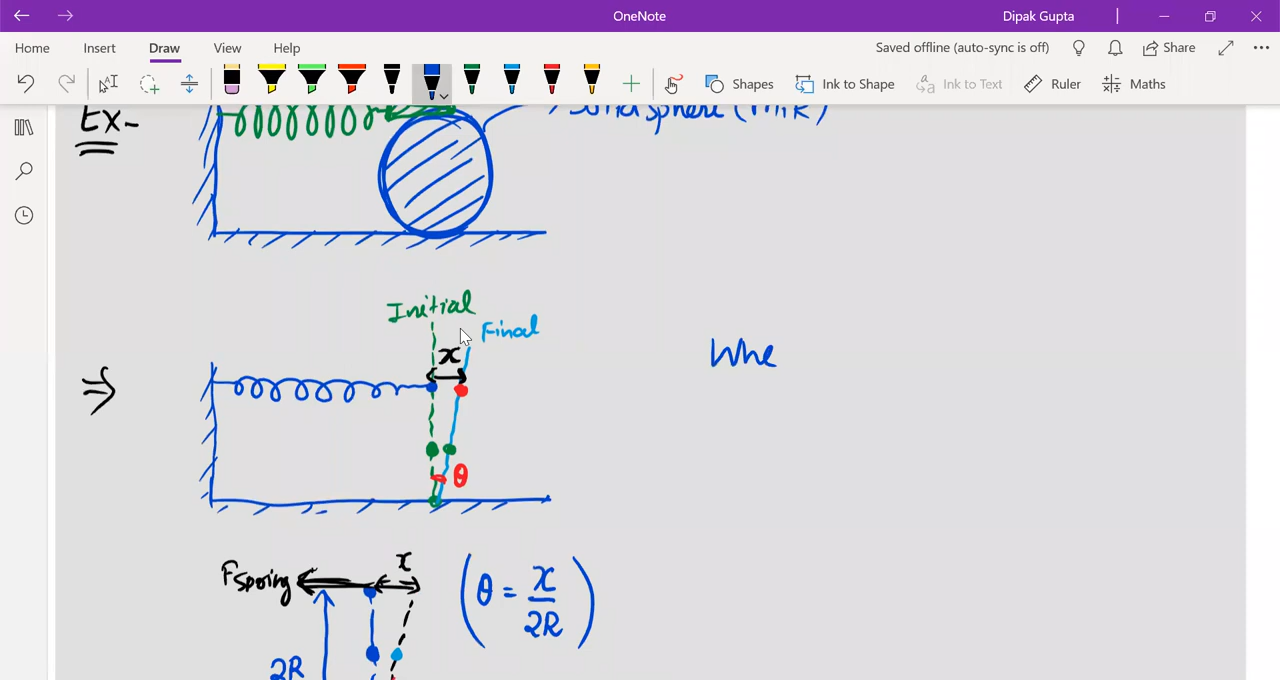 OneNote
Dipak Gupta
Home Insert Draw View Help
Saved offline (auto-sync is off)
Share
Shapes
Ink to Shape
Ink to Text
Ruler
Maths
EX-
Solid sphere (M,R)
Initial
Final
x
Whe
θ
Fspring
x
θ = x/2R
2R